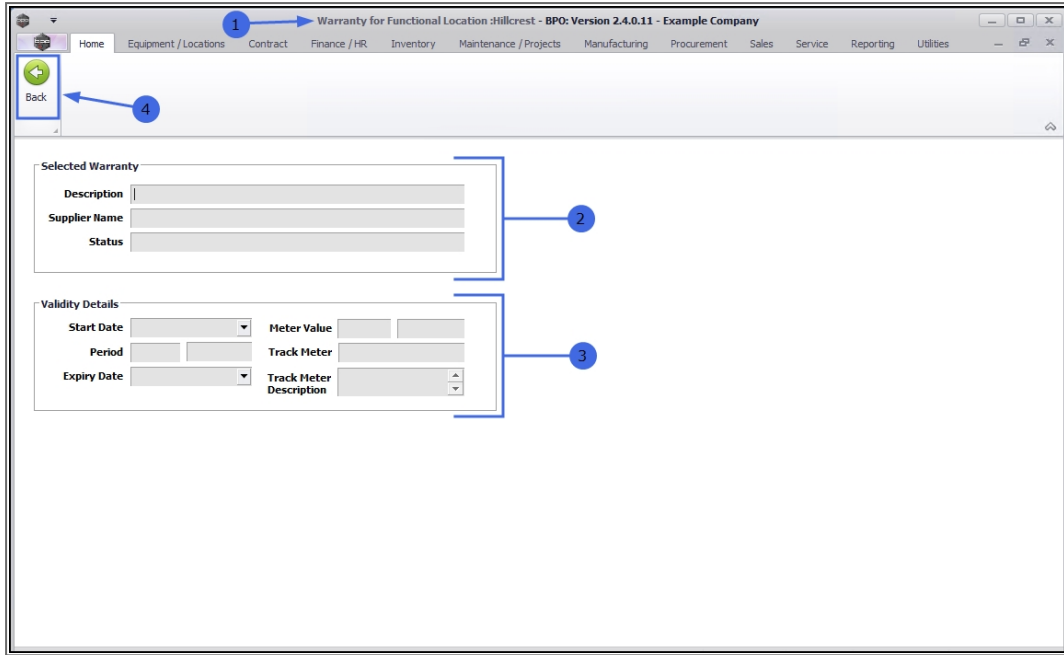 1
Warranty for Functional Location :Hillcrest - BPO: Version 2.4.0.11 - Example Company
Home Equipment / Locations Contract Finance / HR Inventory Maintenance / Projects Manufacturing Procurement Sales Service Reporting Utilities
Back
4
Selected Warranty
Description
Supplier Name
Status
2
Validity Details
Start Date Meter Value
Period Track Meter
Expiry Date Track Meter
Description
3